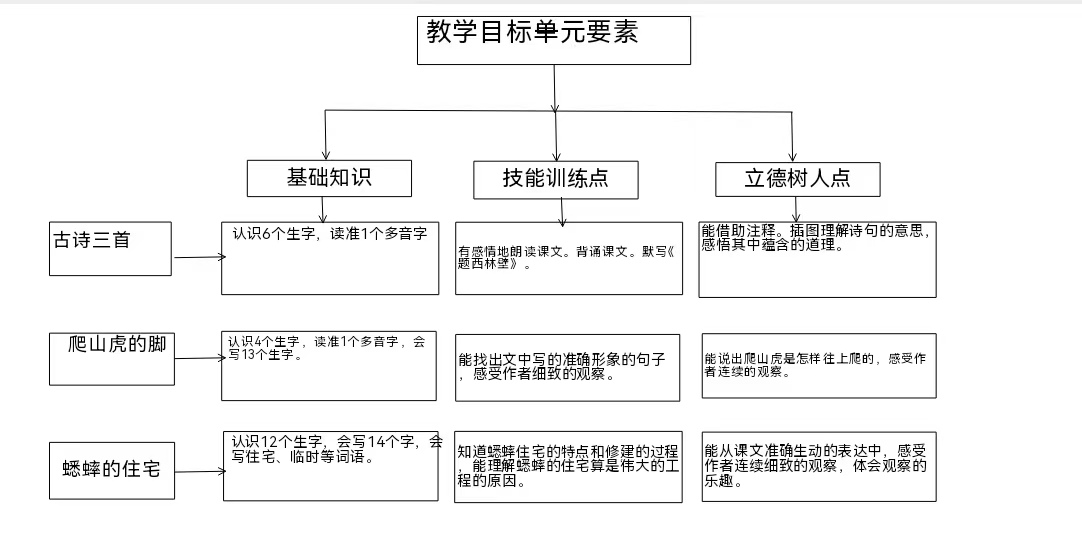 教学目标单元要素
基础知识
技能训练点
立德树人点
古诗三首
认识6个生字，读准1个多音字
有感情地朗读课文。背诵课文。默写《
题西林壁》。
能借助注释。插图理解诗句的意思，
感悟其中蕴含的道理。
爬山虎的脚
认识4个生字，读准1个多音字，会
写13个生字。
能找出文中写的准确形象的句子
，感受作者细致的观察。
能说出爬山虎是怎样往上爬的，感受作
者连续的观察。
蟋蟀的住宅
认识12个生字，会写14个字，会
写住宅、临时等词语。
知道蟋蟀住宅的特点和修建的过程
，能理解蟋蟀的住宅算是伟大的工
程的原因。
能从课文准确生动的表达中，感受
作者连续细致的观察，体会观察的
乐趣。